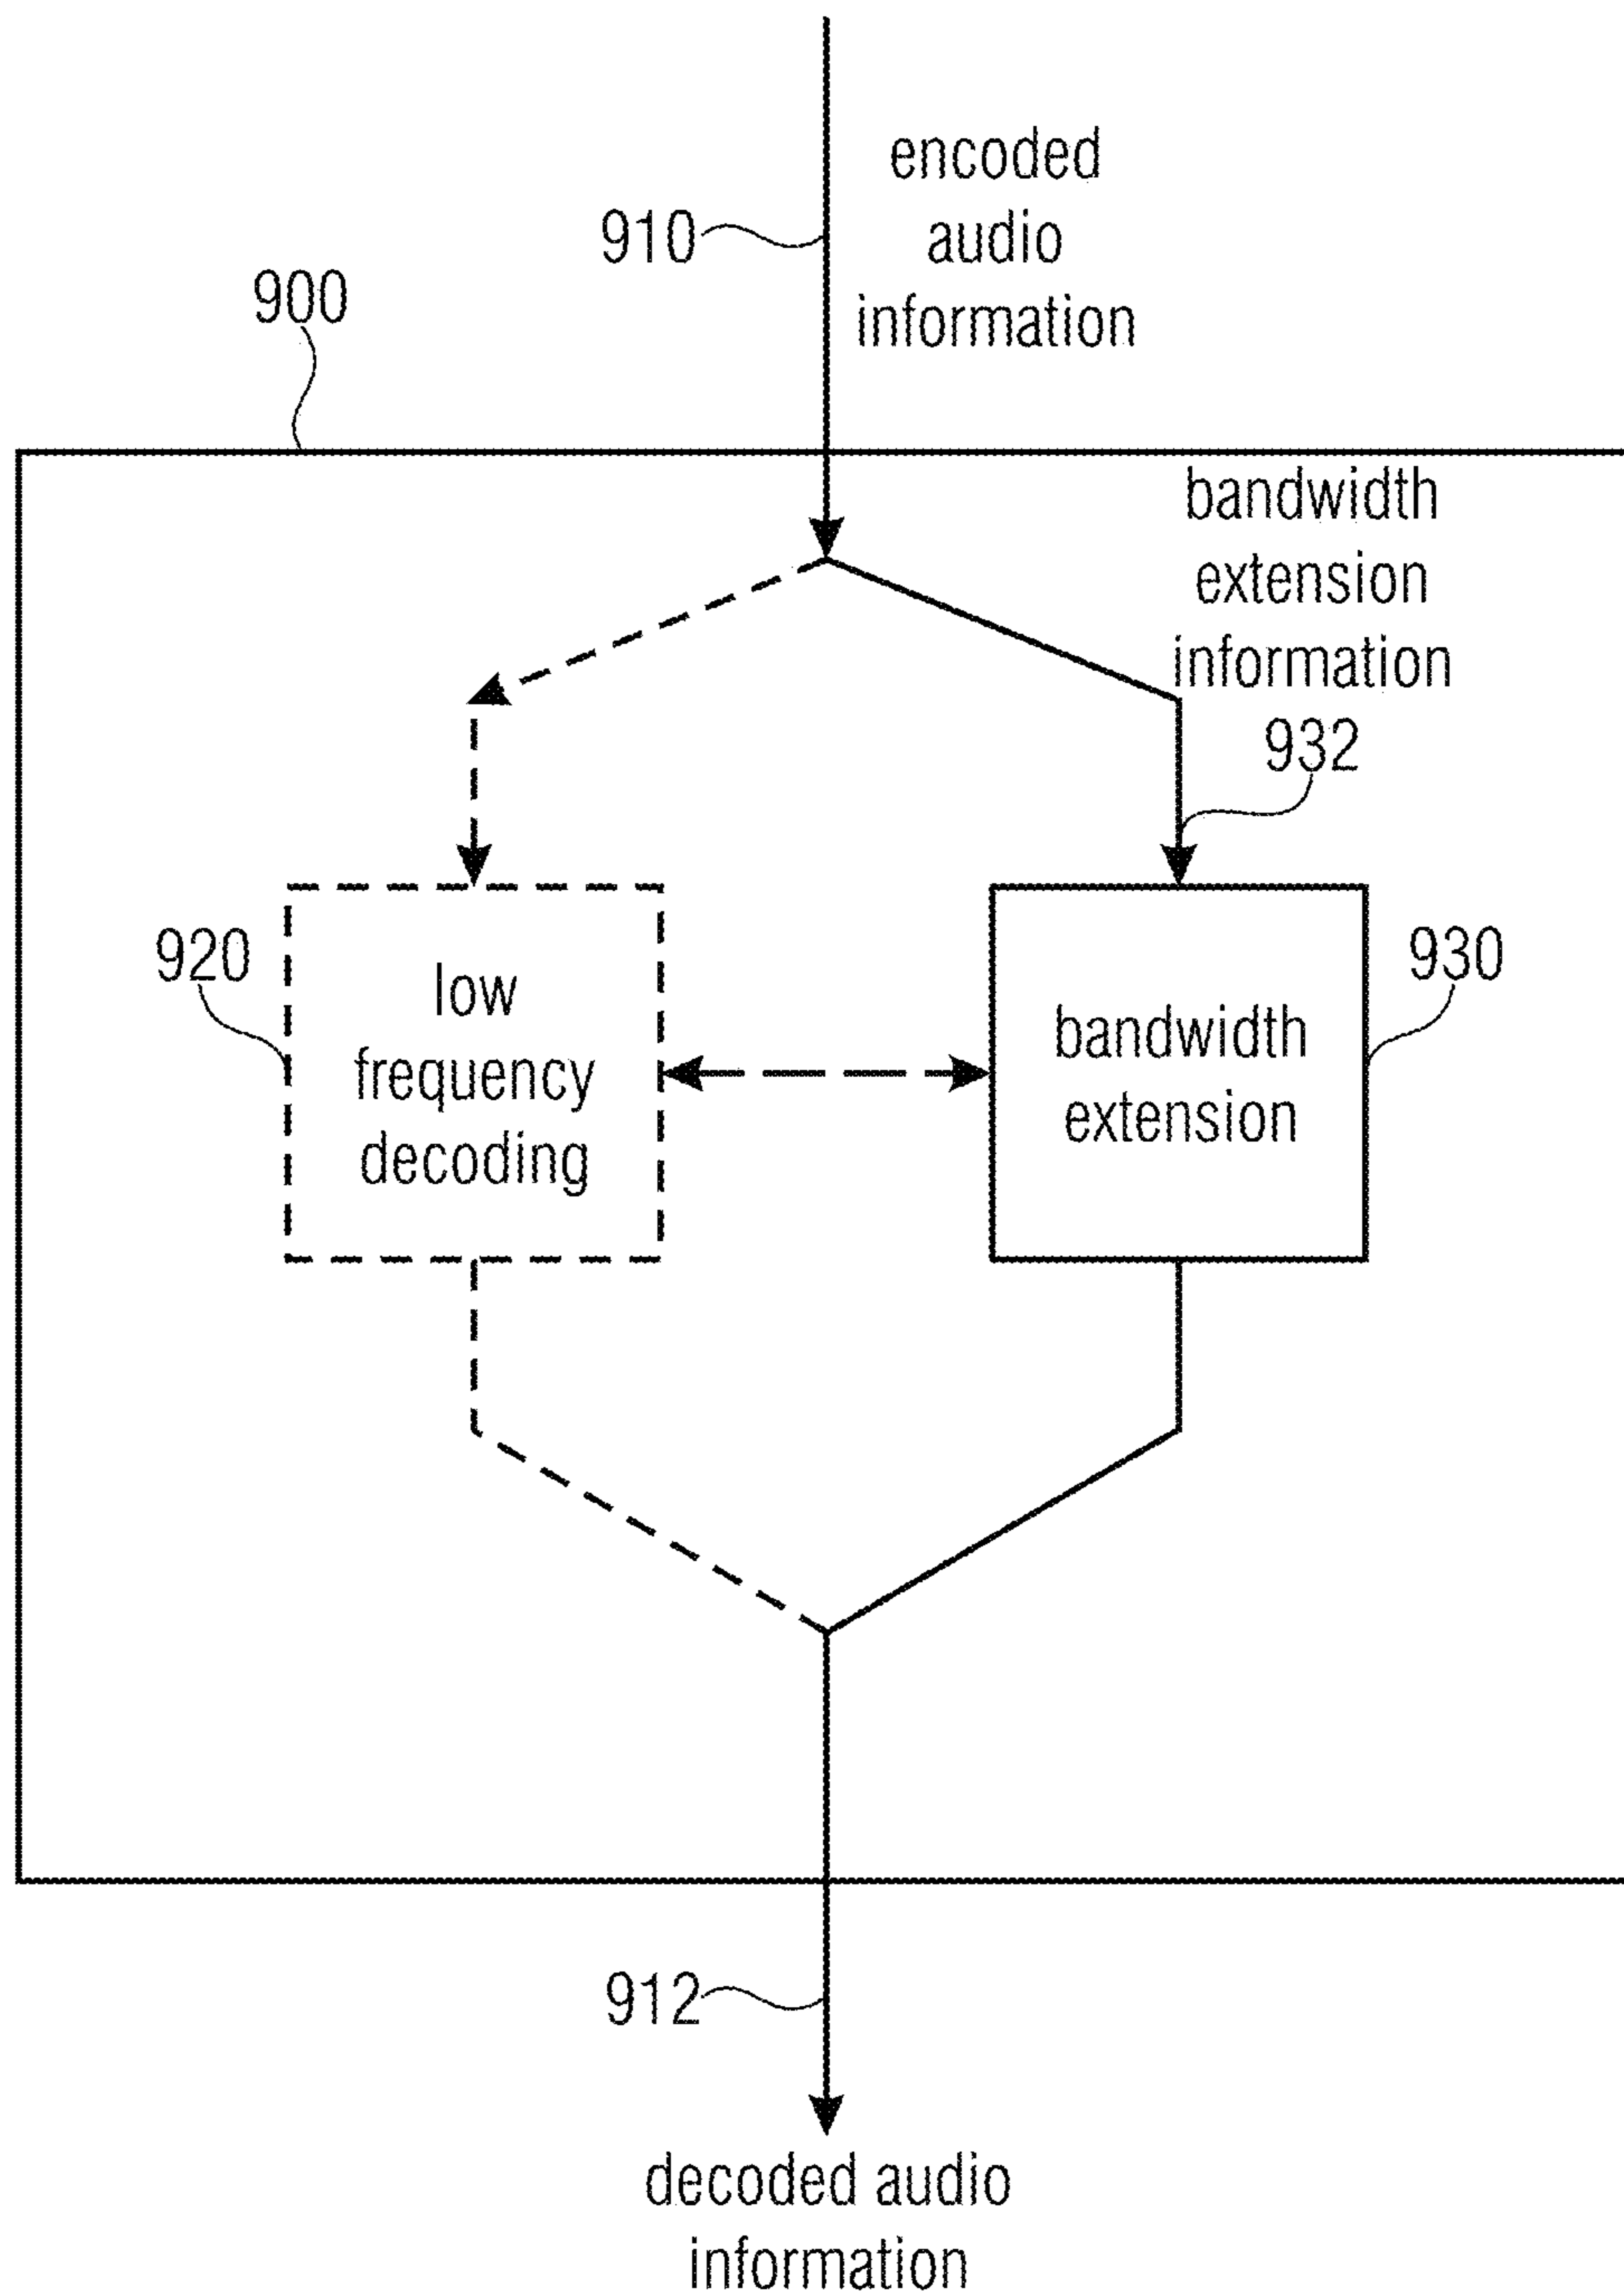 encoded
910 audio
information
900
bandwidth
extension
information
932
920
low
frequency
decoding
bandwidth
extension
930
912
decoded audio
information